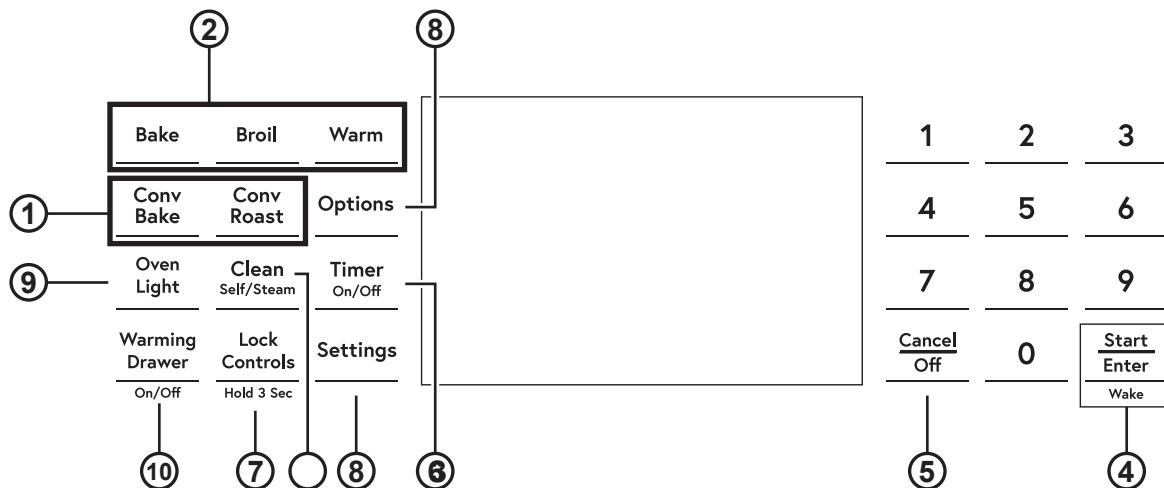 2 8
Bake Broil Warm 1 2 3
Conv Bake Conv Roast Options 4 5 6
1
Oven Light Clean Self/Steam Timer On/Off 7 8 9
9
Warming Drawer Lock Controls Settings Cancel Off 0 Start Enter
On/Off Hold 3 Sec Wake
10 7 8 5 4